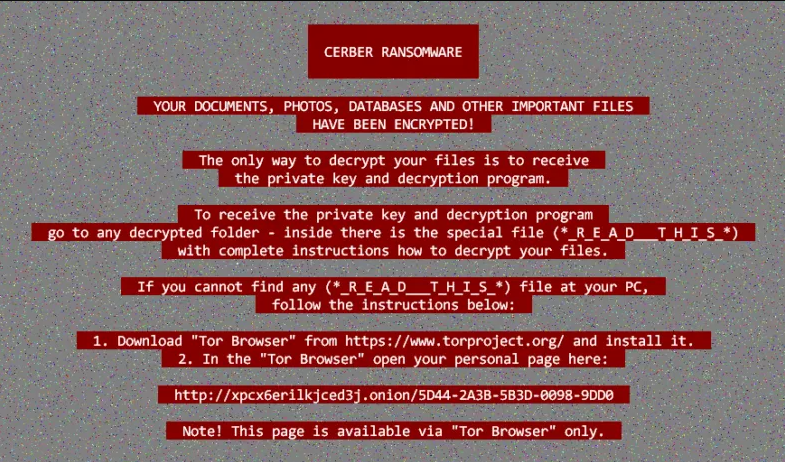 CERBER RANSOMWARE
YOUR DOCUMENTS, PHOTOS, DATABASES AND OTHER IMPORTANT FILES
HAVE BEEN ENCRYPTED!
The only way to decrypt your files is to receive
the private key and decryption program.
To receive the private key and decryption program
go to any decrypted folder - inside there is the special file (*_R_E_A_D___T_H_I_S_*)
with complete instructions how to decrypt your files.
If you cannot find any (*_R_E_A_D___T_H_I_S_*) file at your PC,
follow the instructions below:
1. Download "Tor Browser" from https://www.torproject.org/ and install it.
2. In the "Tor Browser" open your personal page here:
http://xpcx6erilkjced3j.onion/5D44-2A3B-5B3D-0098-9DD0
Note! This page is available via "Tor Browser" only.